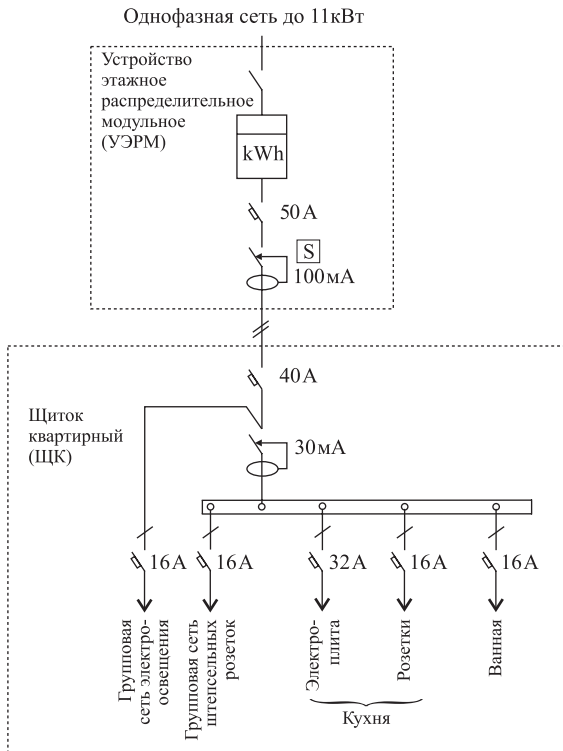 Однофазная сеть до 11кВт
Устройство
этажное
распределительное
модульное
(УЭРМ)
kWh
50А
S
100мА
40А
Щиток
квартирный
(ЩК)
30мА
16А
16А
32А
16А
16А
Групповая
сеть электро-
освещения
Групповая сеть
штепсельных
розеток
Электро-
плита
Розетки
Ванная
Кухня